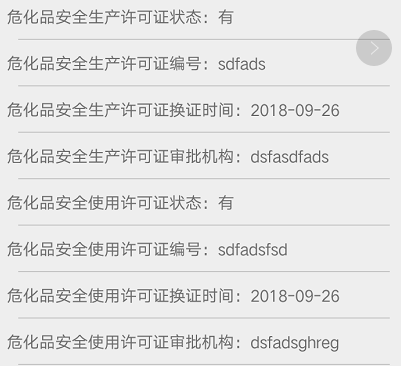 危化品安全生产许可证状态：有
危化品安全生产许可证编号：sdfads
危化品安全生产许可证换证时间：2018-09-26
危化品安全生产许可证审批机构：dsfasdfads
危化品安全使用许可证状态：有
危化品安全使用许可证编号：sdfadsfsd
危化品安全使用许可证换证时间：2018-09-26
危化品安全使用许可证审批机构：dsfadsghreg